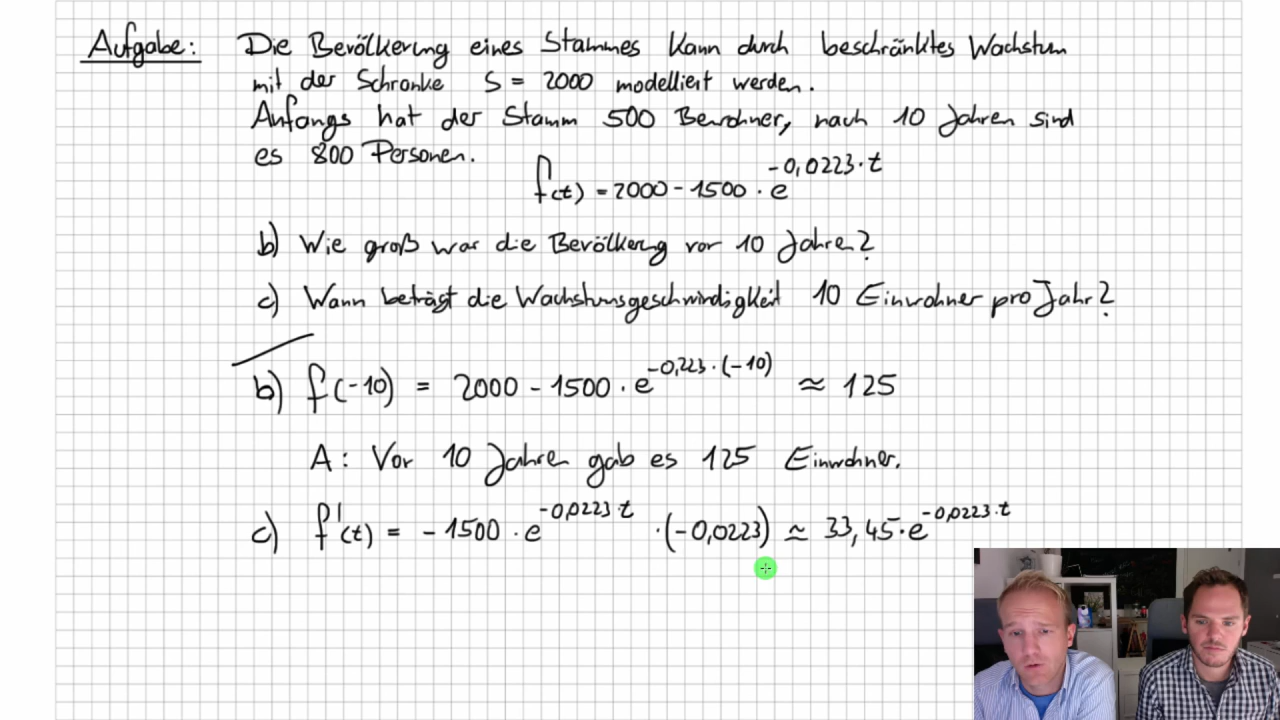 Aufgabe: Die Bevölkerung eines Stammes kann durch beschränktes Wachstum
mit der Schranke S = 2000 modelliert werden.
Anfangs hat der Stamm 500 Bewohner, nach 10 Jahren sind
es 800 Personen.
f(t) = 2000 - 1500 · e^-0,0223·t
b) Wie groß war die Bevölkerung vor 10 Jahren?
c) Wann beträgt die Wachstumsgeschwindigkeit 10 Einwohner pro Jahr?
b) f(-10) = 2000 - 1500 · e^-0,223·(-10) ≈ 125
A: Vor 10 Jahren gab es 125 Einwohner.
c) f'(t) = -1500 · e^-0,0223·t · (-0,0223) ≈ 33,45 · e^-0,0223·t